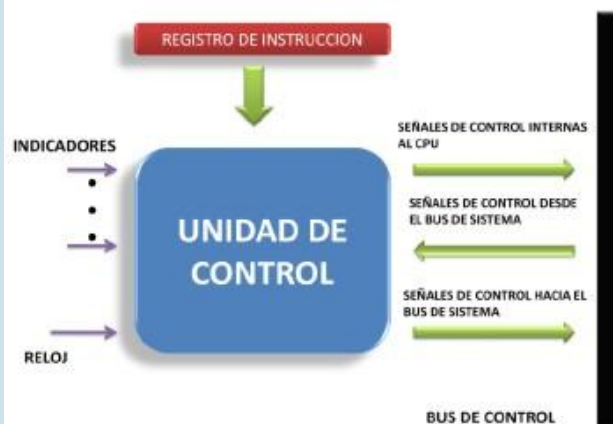 REGISTRO DE INSTRUCCION
INDICADORES
UNIDAD DE
CONTROL
RELOJ
SEÑALES DE CONTROL INTERNAS
AL CPU
SEÑALES DE CONTROL DESDE
EL BUS DE SISTEMA
SEÑALES DE CONTROL HACIA EL
BUS DE SISTEMA
BUS DE CONTROL